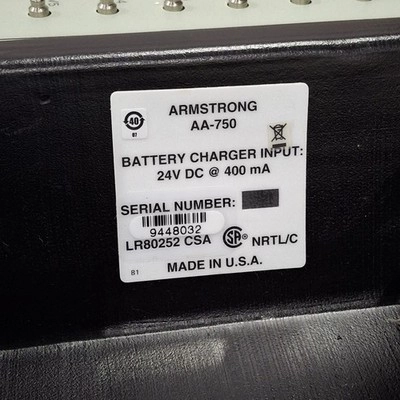 40
07
ARMSTRONG
AA-750
BATTERY CHARGER INPUT:
24V DC @ 400 mA
SERIAL NUMBER:
9448032
LR80252 CSA
SA NRTL/C
81
MADE IN U.S.A.